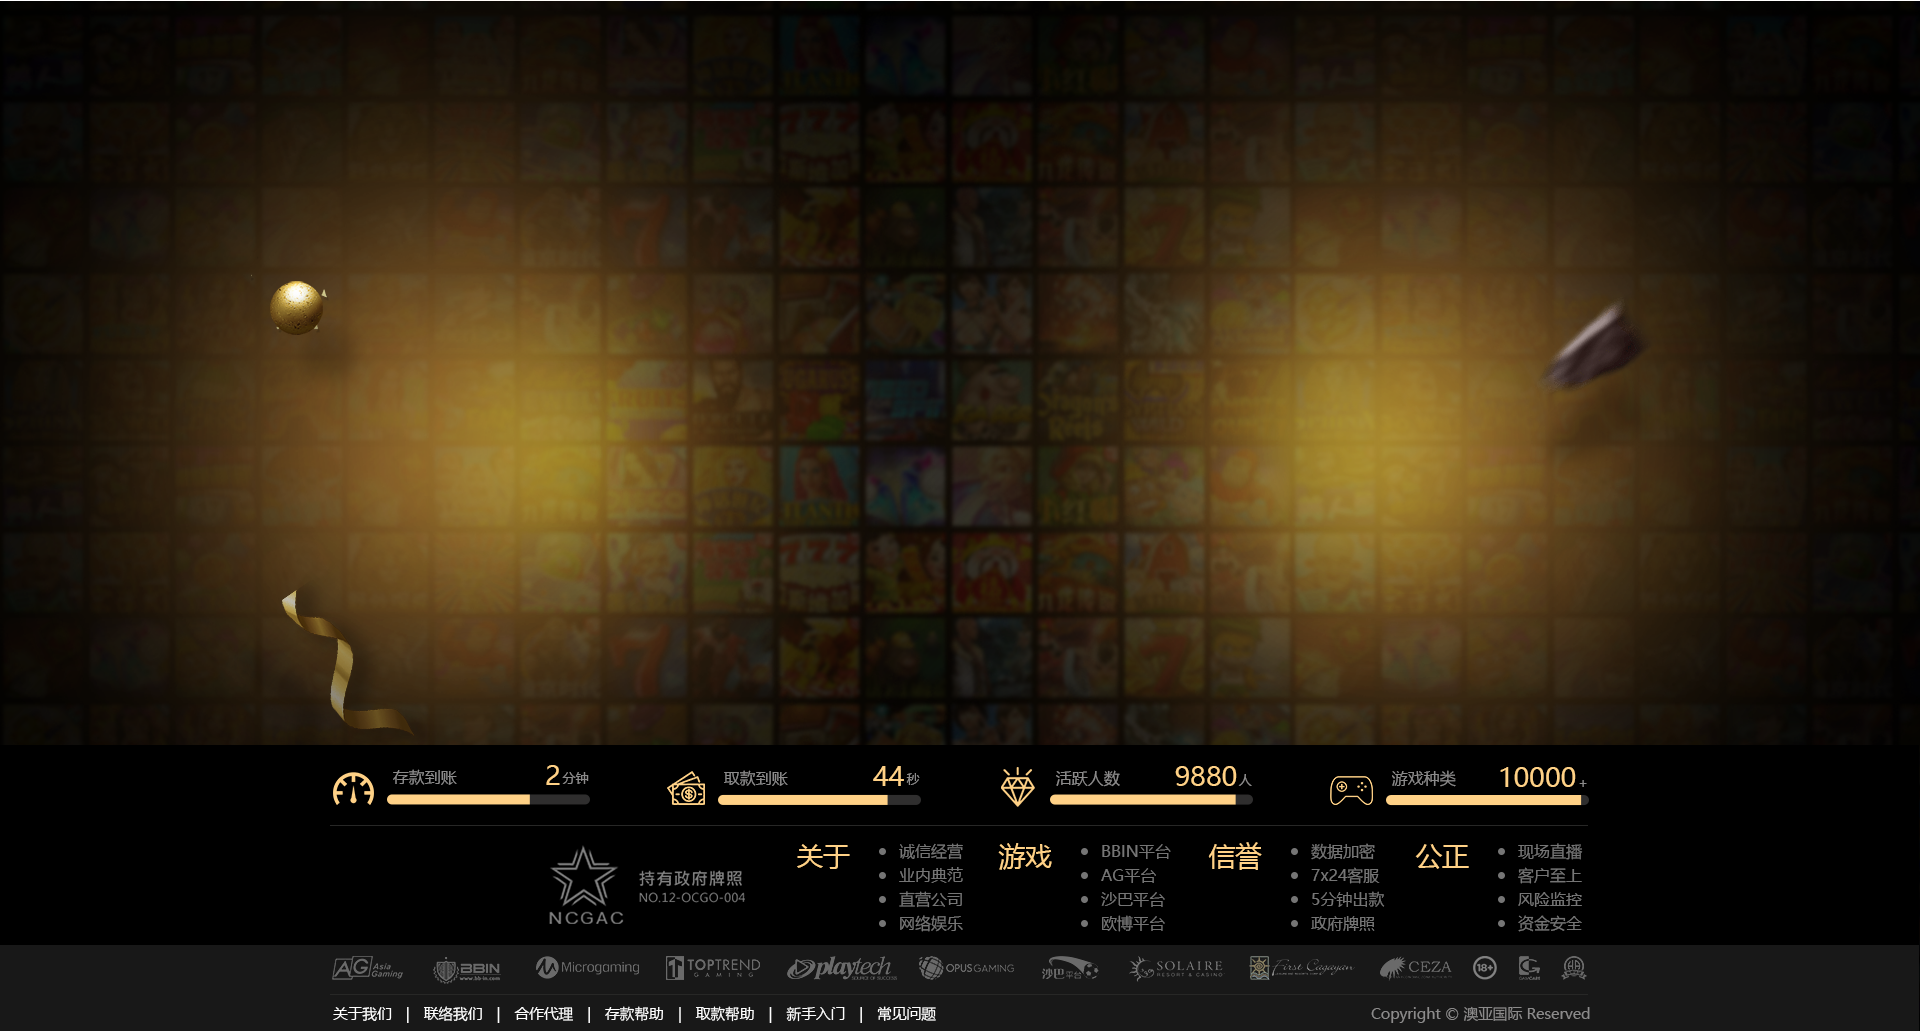 存款到账 2分钟
取款到账 44秒
活跃人数 9880人
游戏种类 10000+
NCGAC
持有政府牌照
NO.12-OCGO-004
关于
诚信经营
业内典范
直营公司
网络娱乐
游戏
BBIN平台
AG平台
沙巴平台
欧博平台
信誉
数据加密
7x24客服
5分钟出款
政府牌照
公正
现场直播
客户至上
风险监控
资金安全
AG Asia Gaming
BBIN
www.bb-in.com
Microgaming
TOPTREND
GAMING
playtech
SOURCE OF SUCCESS
OPUS GAMING
沙巴平台
SOLAIRE
RESORT & CASINO
First Cagayan
CEZA
18+
关于我们 | 联络我们 | 合作代理 | 存款帮助 | 取款帮助 | 新手入门 | 常见问题
Copyright © 澳亚国际 Reserved